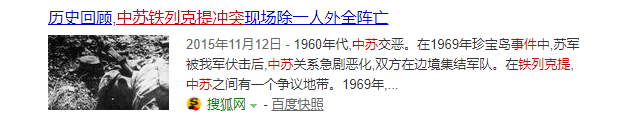 历史回顾,中苏铁列克提冲突现场除一人外全阵亡
2015年11月12日 - 1960年代,中苏交恶。在1969年珍宝岛事件中,苏军
被我军伏击后,中苏关系急剧恶化,双方在边境集结军队。在铁列克提,
中苏之间有一个争议地带。1969年,...
搜狐网 - 百度快照